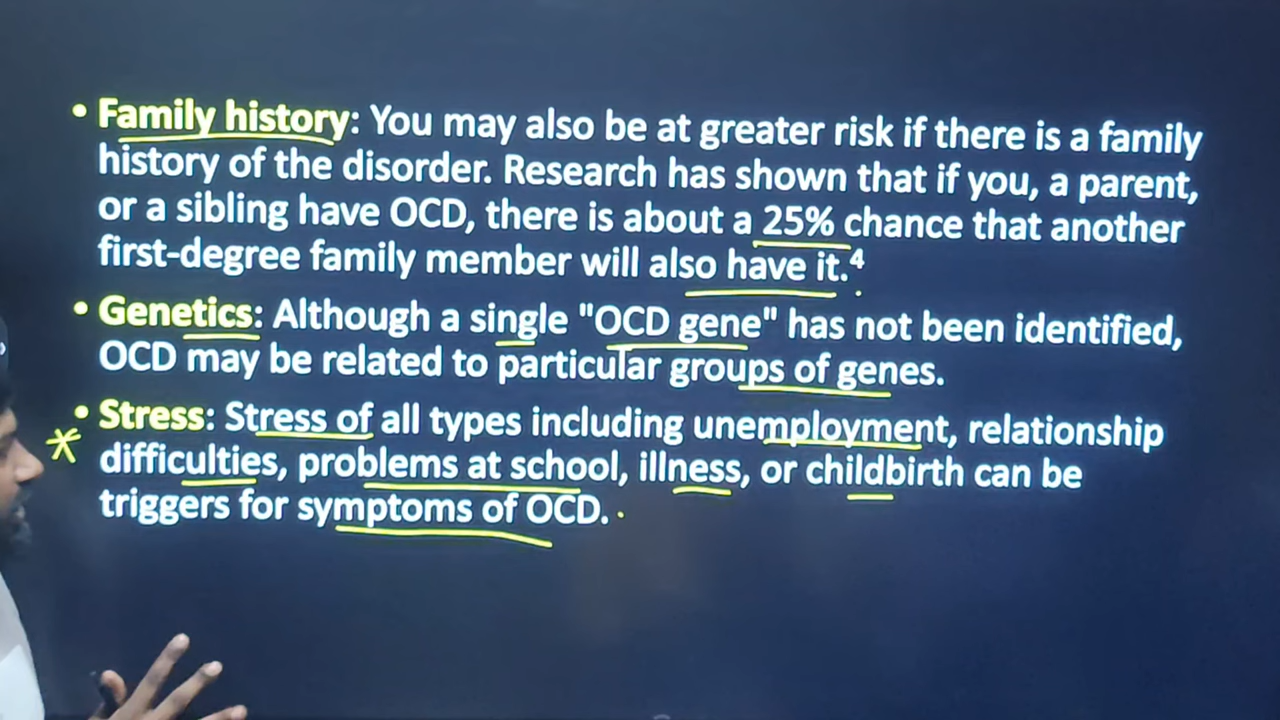 • Family history: You may also be at greater risk if there is a family
history of the disorder. Research has shown that if you, a parent,
or a sibling have OCD, there is about a 25% chance that another
first-degree family member will also have it.⁴
• Genetics: Although a single "OCD gene" has not been identified,
OCD may be related to particular groups of genes.
• Stress: Stress of all types including unemployment, relationship
difficulties, problems at school, illness, or childbirth can be
triggers for symptoms of OCD.